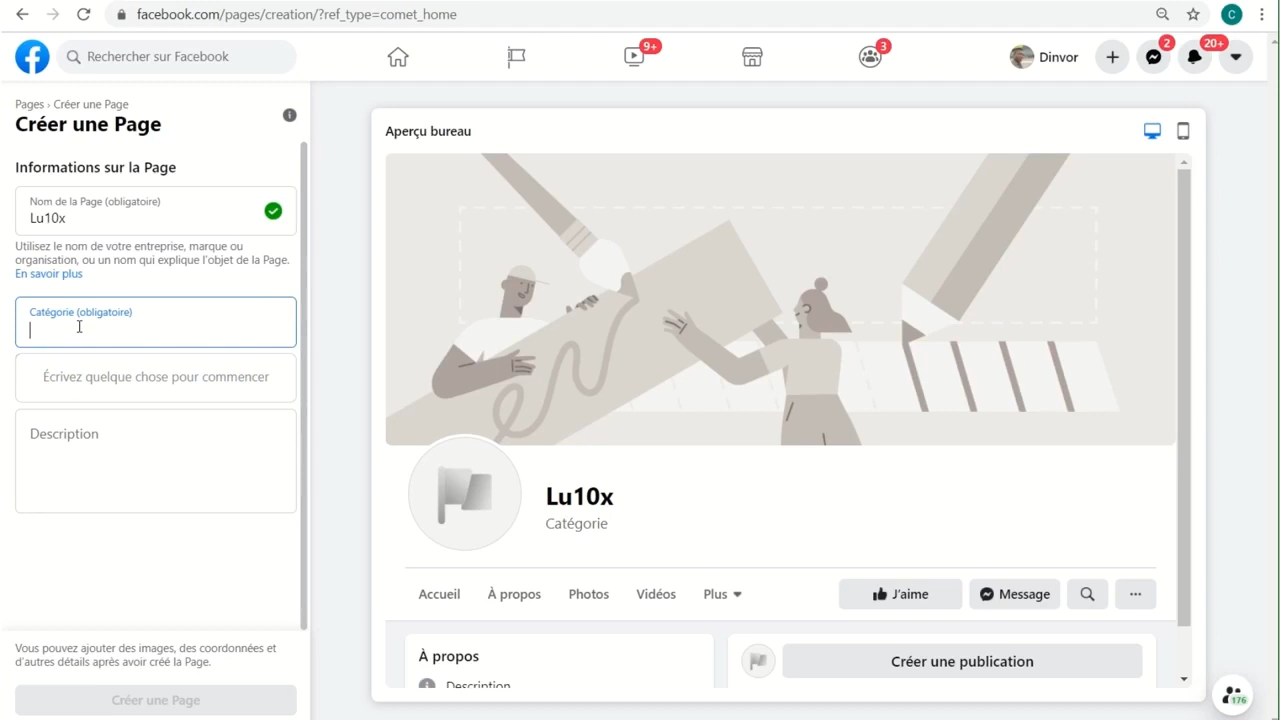 facebook.com/pages/creation/?ref_type=comet_home
C
Rechercher sur Facebook
9+
3
Dinvor
2
20+
Pages › Créer une Page
Créer une Page
Informations sur la Page
Nom de la Page (obligatoire)
Lu10x
Utilisez le nom de votre entreprise, marque ou
organisation, ou un nom qui explique l'objet de la Page.
En savoir plus
Catégorie (obligatoire)
Écrivez quelque chose pour commencer
Description
Vous pouvez ajouter des images, des coordonnées et
d'autres détails après avoir créé la Page.
Créer une Page
Aperçu bureau
Lu10x
Catégorie
Accueil
À propos
Photos
Vidéos
Plus
J'aime
Message
À propos
Description
Créer une publication
176